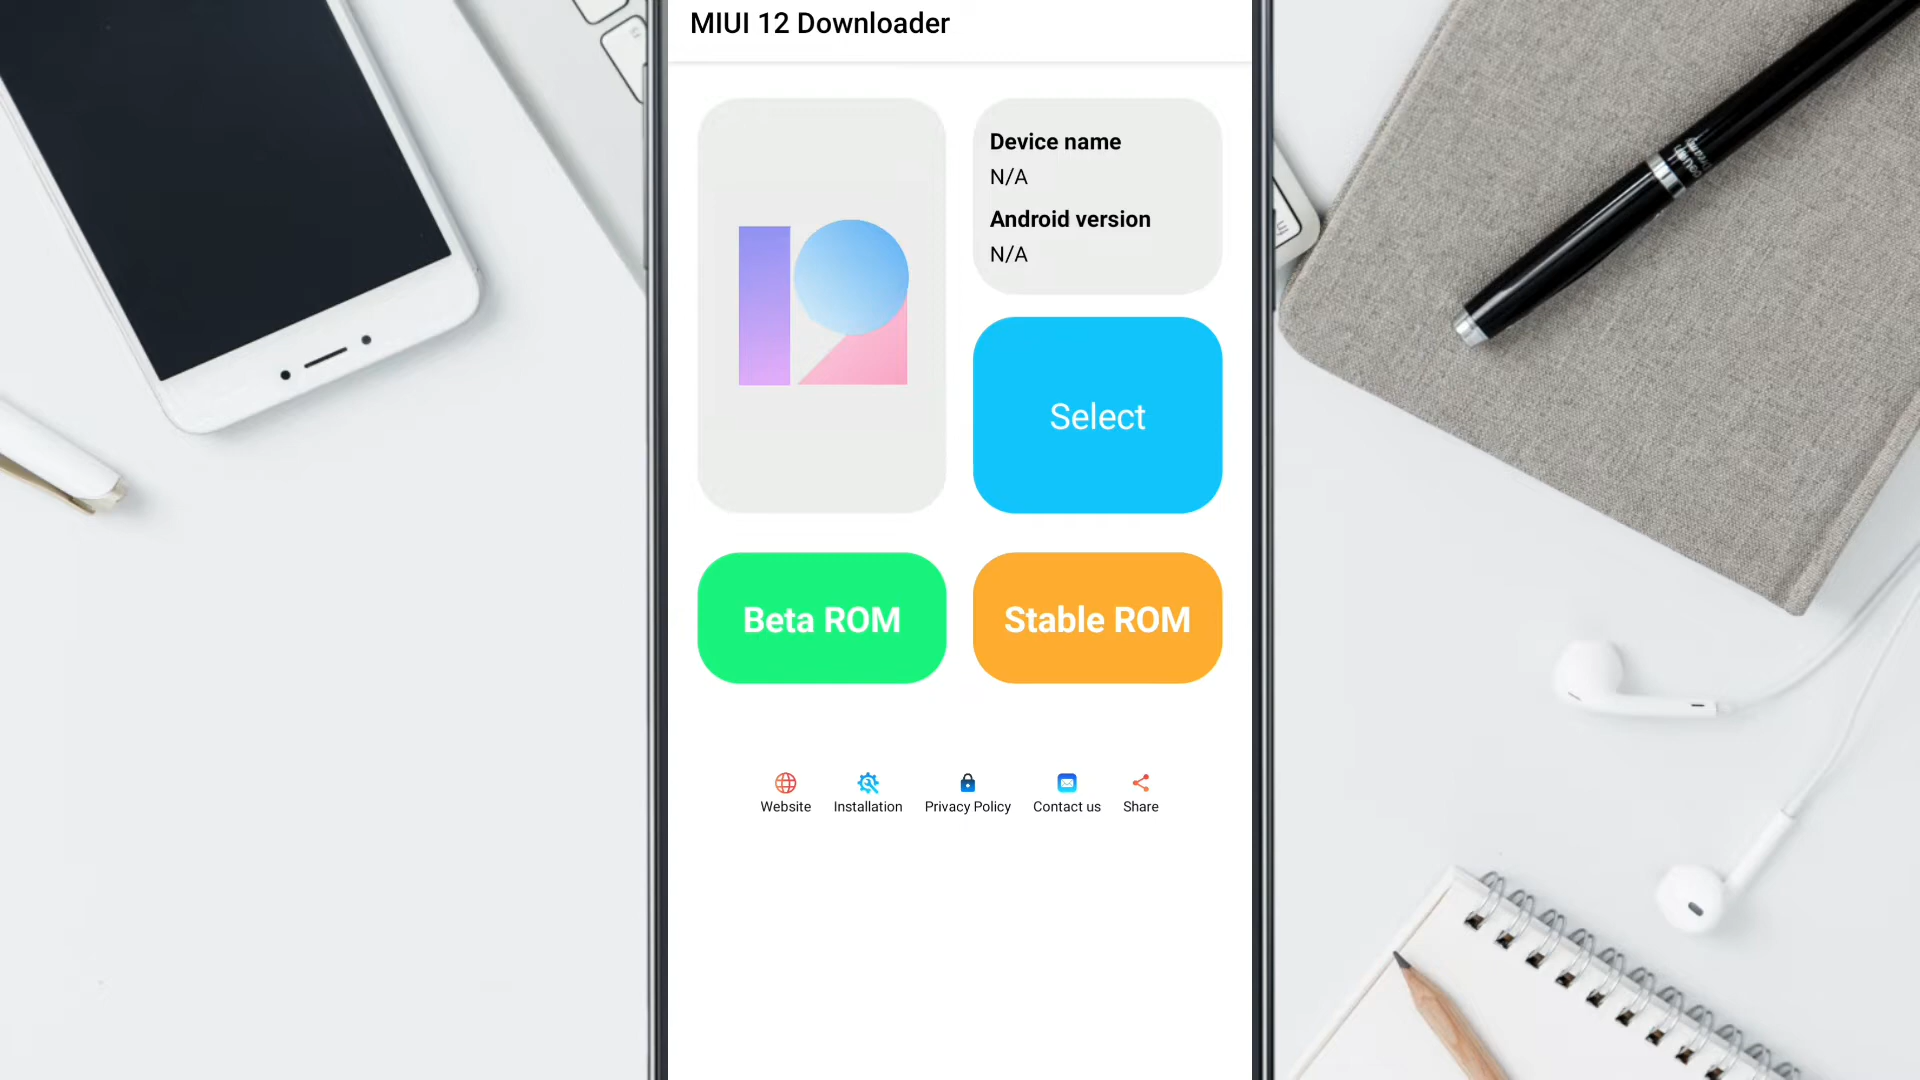 MIUI 12 Downloader
Device name
N/A
Android version
N/A
Select
Beta ROM
Stable ROM
Website
Installation
Privacy Policy
Contact us
Share